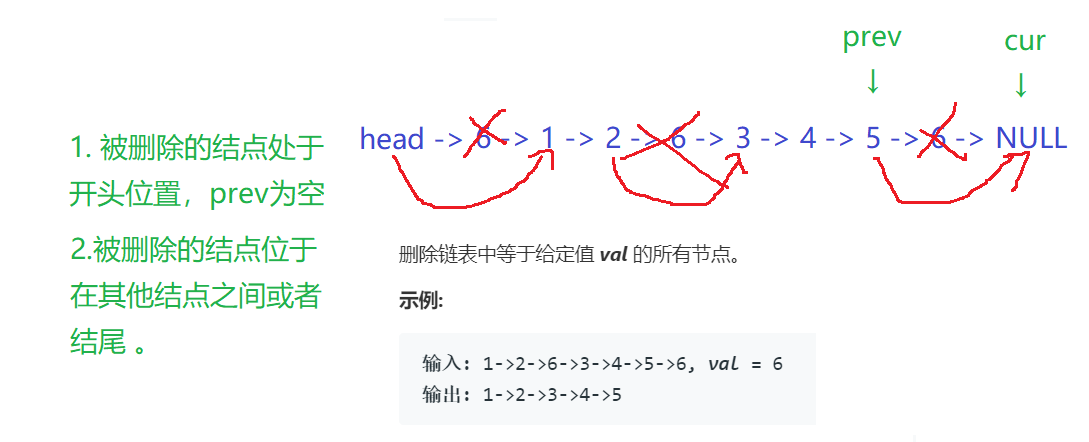 prev
cur
↓
↓
head -> 6 -> 1 -> 2 -> 6 -> 3 -> 4 -> 5 -> 6 -> NULL
1. 被删除的结点处于
开头位置，prev为空
2.被删除的结点位于
在其他结点之间或者
结尾 。
删除链表中等于给定值 val 的所有节点。
示例:
输入: 1->2->6->3->4->5->6, val = 6
输出: 1->2->3->4->5